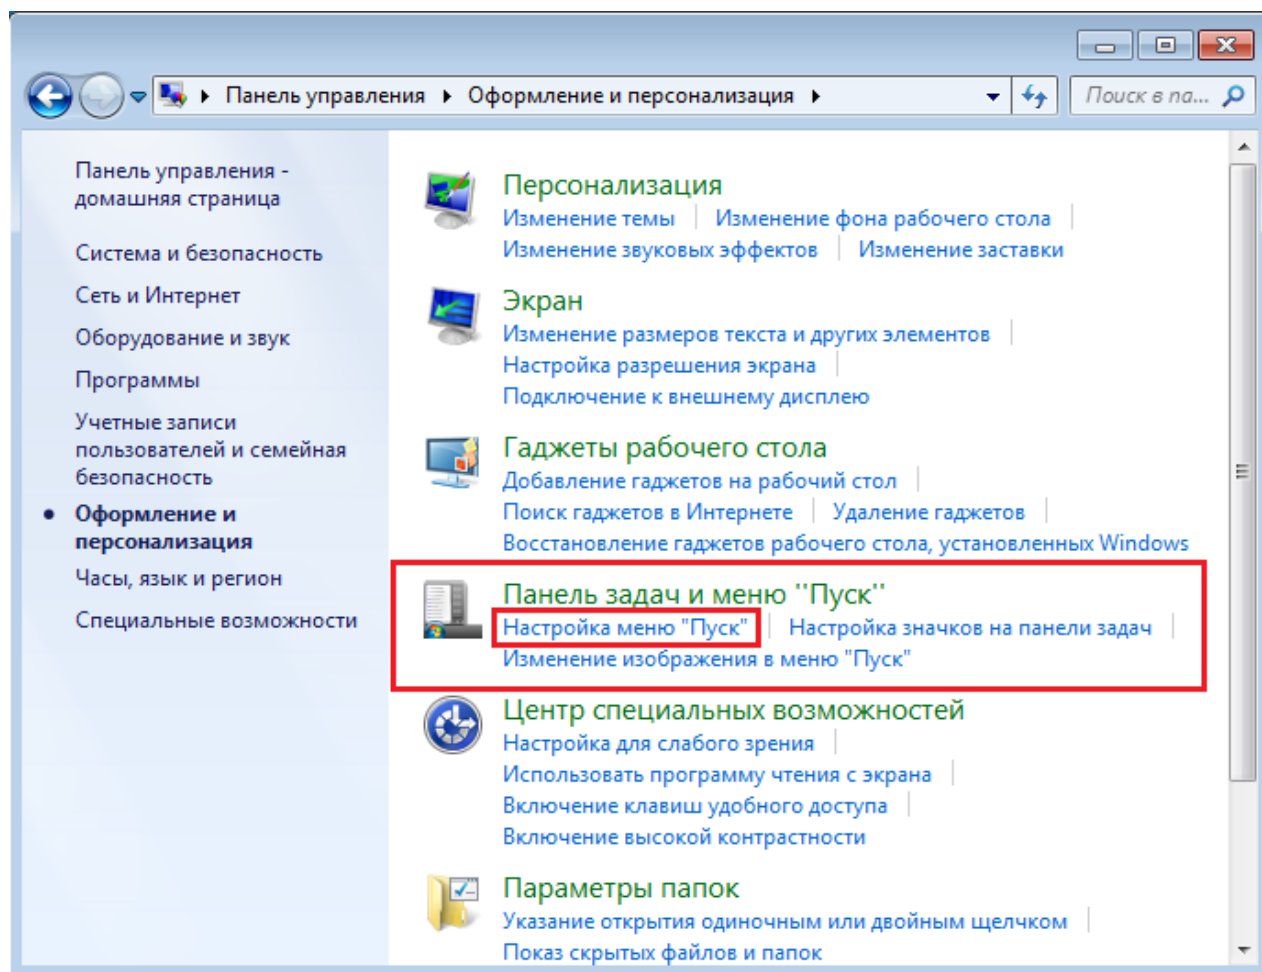 Панель управления ▸ Оформление и персонализация ▸
Поиск в па...
Панель управления -
домашняя страница
Система и безопасность
Сеть и Интернет
Оборудование и звук
Программы
Учетные записи
пользователей и семейная
безопасность
Оформление и
персонализация
Часы, язык и регион
Специальные возможности
Персонализация
Изменение темы
Изменение фона рабочего стола
Изменение звуковых эффектов
Изменение заставки
Экран
Изменение размеров текста и других элементов
Настройка разрешения экрана
Подключение к внешнему дисплею
Гаджеты рабочего стола
Добавление гаджетов на рабочий стол
Поиск гаджетов в Интернете
Удаление гаджетов
Восстановление гаджетов рабочего стола, установленных Windows
Панель задач и меню ''Пуск''
Настройка меню "Пуск"
Настройка значков на панели задач
Изменение изображения в меню "Пуск"
Центр специальных возможностей
Настройка для слабого зрения
Использовать программу чтения с экрана
Включение клавиш удобного доступа
Включение высокой контрастности
Параметры папок
Указание открытия одиночным или двойным щелчком
Показ скрытых файлов и папок